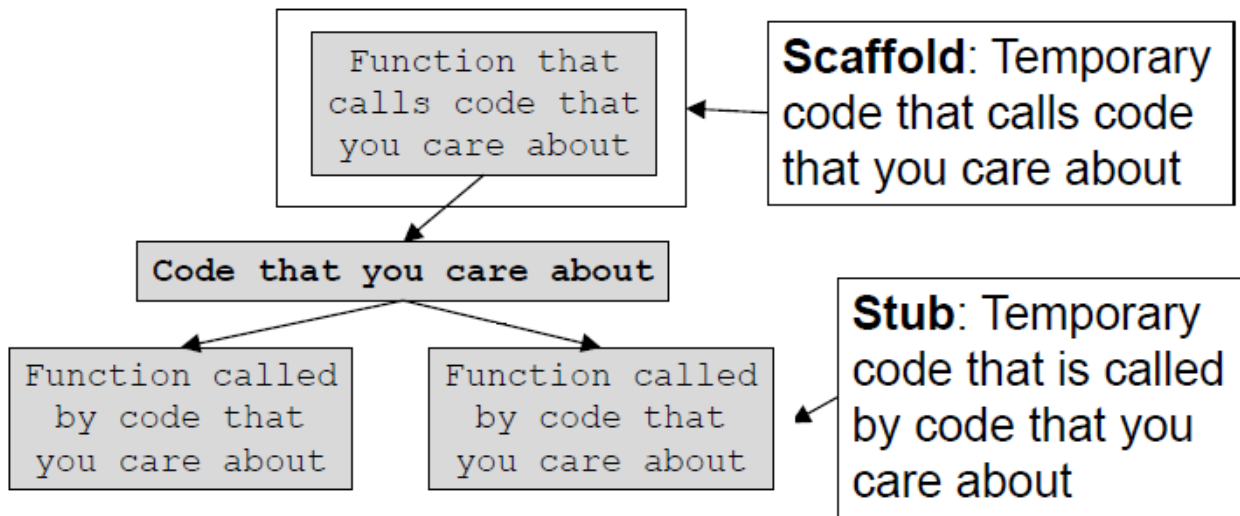 Function that
calls code that
you care about
Scaffold: Temporary
code that calls code
that you care about
Code that you care about
Function called
by code that
you care about
Function called
by code that
you care about
Stub: Temporary
code that is called
by code that you
care about